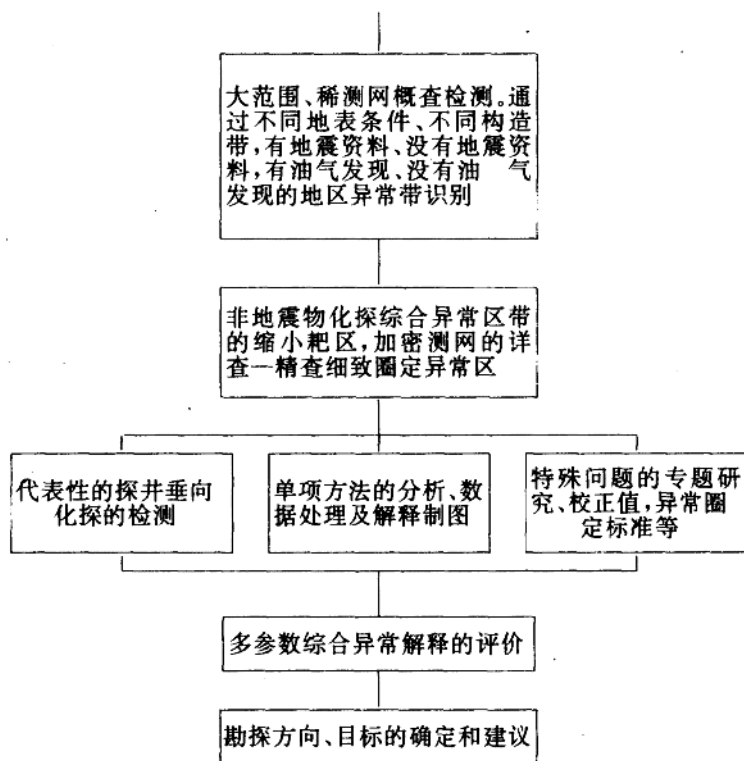 大范围、稀测网概查检测。通
过不同地表条件、不同构造
带,有地震资料、没有地震资
料,有油气发现、没有油 气
发现的地区异常带识别
非地震物化探综合异常区带
的缩小耙区,加密测网的详
查—精查细致圈定异常区
代表性的探井垂向
化探的检测
单项方法的分析、数
据处理及解释制图
特殊问题的专题研
究、校正值,异常圈
定标准等
多参数综合异常解释的评价
勘探方向、目标的确定和建议